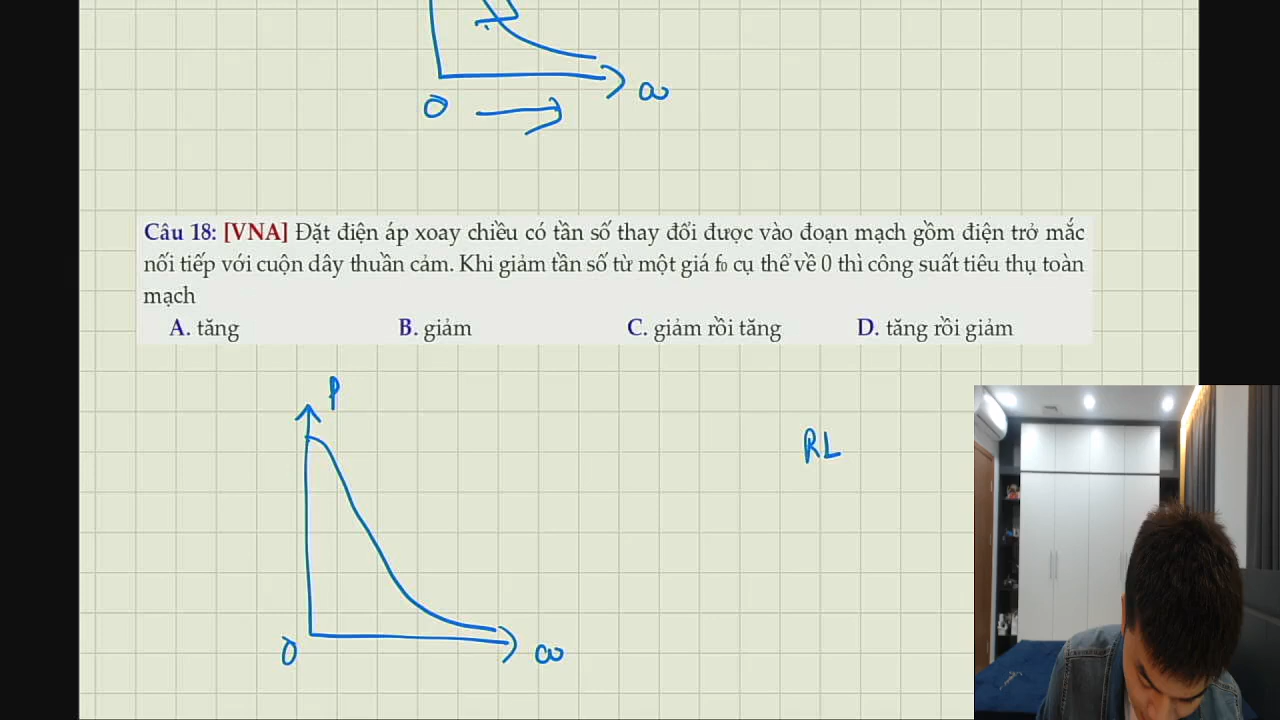 0
∞
Câu 18: [VNA] Đặt điện áp xoay chiều có tần số thay đổi được vào đoạn mạch gồm điện trở mắc
nối tiếp với cuộn dây thuần cảm. Khi giảm tần số từ một giá f₀ cụ thể về 0 thì công suất tiêu thụ toàn
mạch
A. tăng B. giảm C. giảm rồi tăng D. tăng rồi giảm
P
RL
0
∞